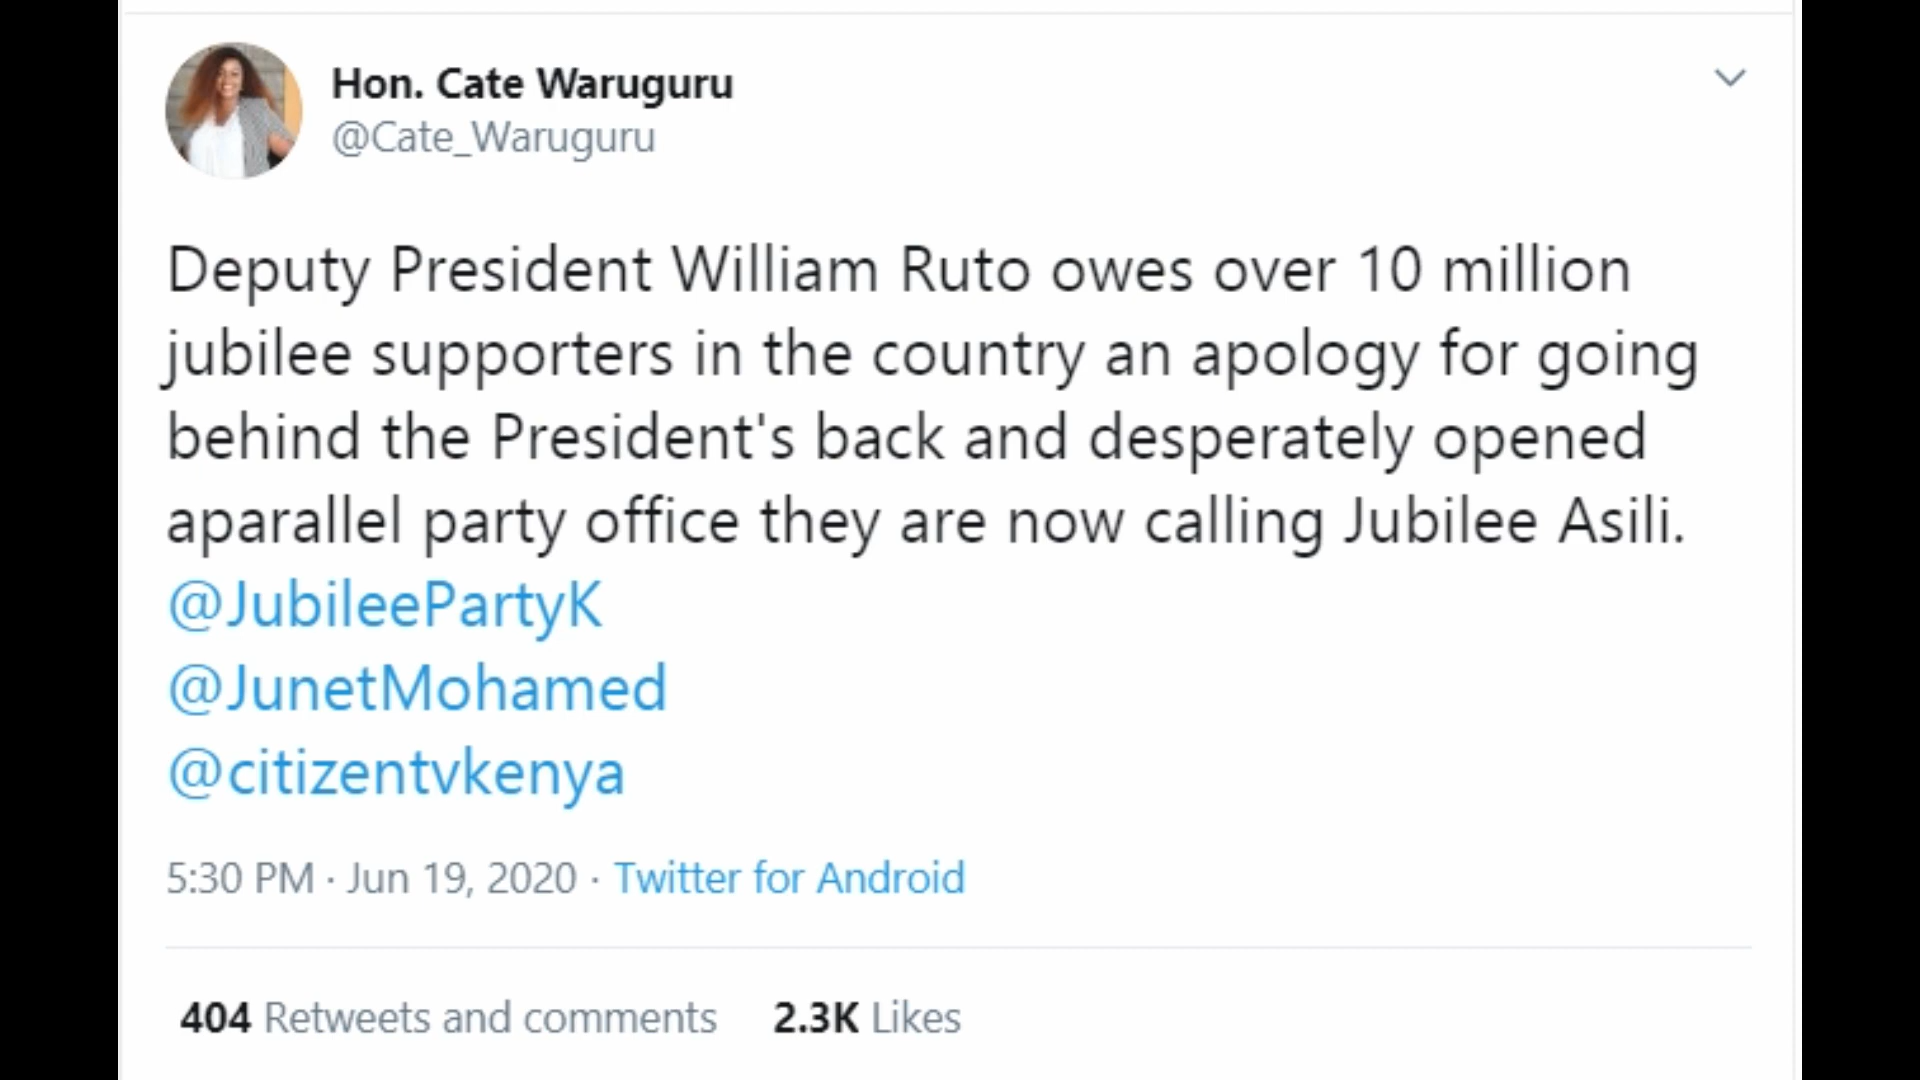 Hon. Cate Waruguru
@Cate_Waruguru
Deputy President William Ruto owes over 10 million
jubilee supporters in the country an apology for going
behind the President's back and desperately opened
aparallel party office they are now calling Jubilee Asili.
@JubileePartyK
@JunetMohamed
@citizentvkenya
5:30 PM · Jun 19, 2020 · Twitter for Android
404 Retweets and comments 2.3K Likes